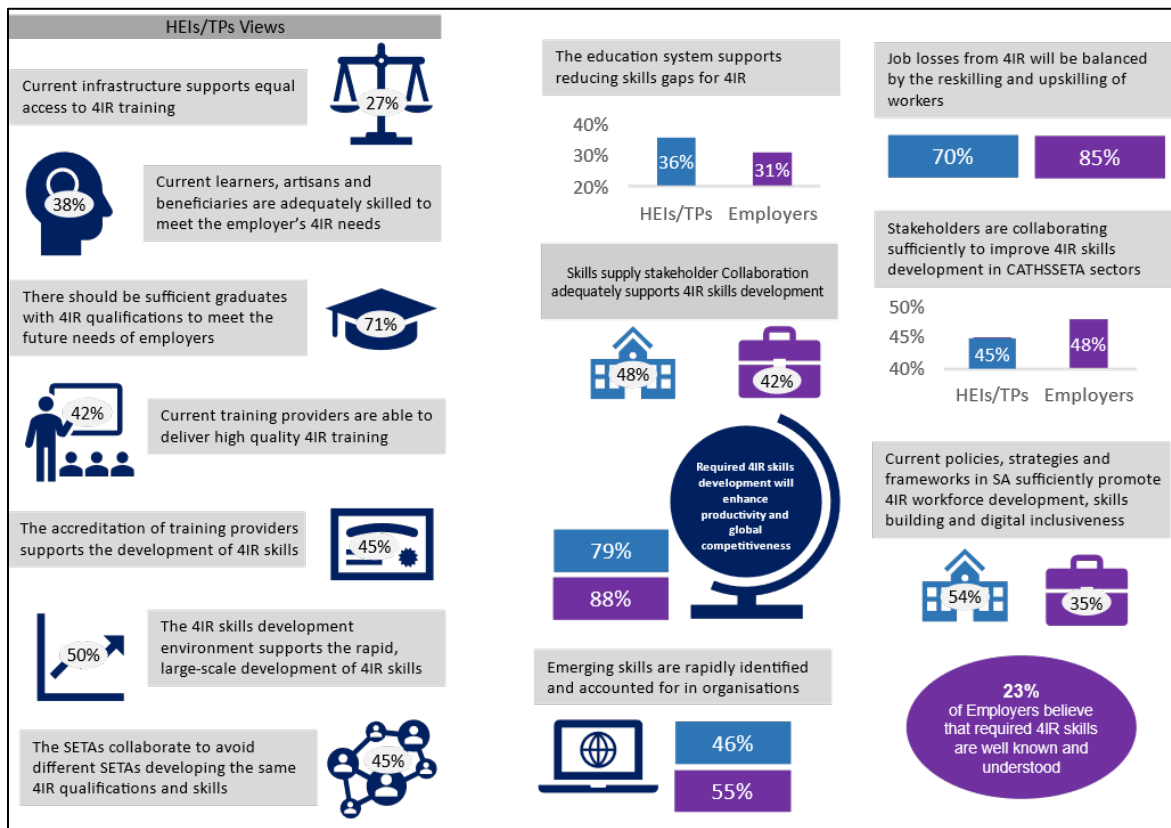 HEIs/TPs Views
Current infrastructure supports equal
access to 4IR training
27%
38%
Current learners, artisans and
beneficiaries are adequately skilled to
meet the employer's 4IR needs
There should be sufficient graduates
with 4IR qualifications to meet the
future needs of employers
71%
42%
Current training providers are able to
deliver high quality 4IR training
The accreditation of training providers
supports the development of 4IR skills
45%
50%
The 4IR skills development
environment supports the rapid,
large-scale development of 4IR skills
The SETAs collaborate to avoid
different SETAs developing the same
4IR qualifications and skills
45%
The education system supports
reducing skills gaps for 4IR
40%
30%
20%
36%
31%
HEIs/TPs Employers
Skills supply stakeholder Collaboration
adequately supports 4IR skills development
48%
42%
Required 4IR skills
development will
enhance
productivity and
global
competitiveness
79%
88%
Emerging skills are rapidly identified
and accounted for in organisations
46%
55%
Job losses from 4IR will be balanced
by the reskilling and upskilling of
workers
70%
85%
Stakeholders are collaborating
sufficiently to improve 4IR skills
development in CATHSSETA sectors
50%
45%
40%
45%
48%
HEIs/TPs Employers
Current policies, strategies and
frameworks in SA sufficiently promote
4IR workforce development, skills
building and digital inclusiveness
54%
35%
23%
of Employers believe
that required 4IR skills
are well known and
understood